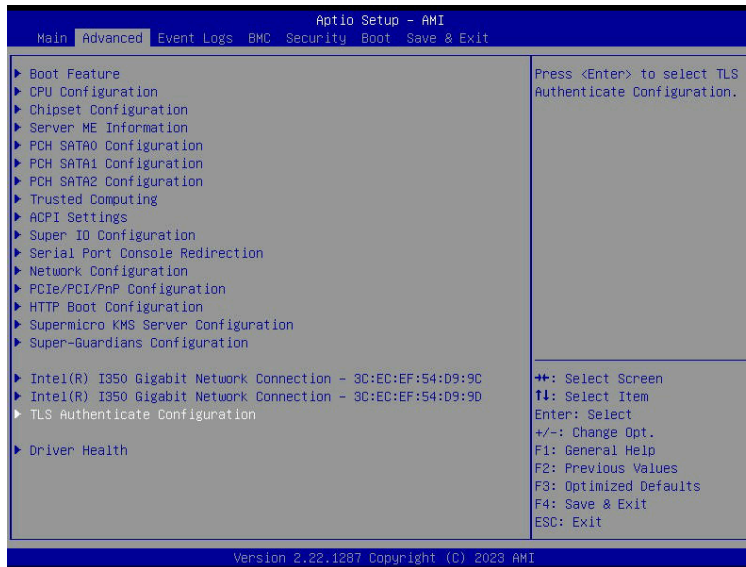 Aptio Setup - AMI
Main Advanced Event Logs BMC Security Boot Save & Exit
▶ Boot Feature
▶ CPU Configuration
▶ Chipset Configuration
▶ Server ME Information
▶ PCH SATA0 Configuration
▶ PCH SATA1 Configuration
▶ PCH SATA2 Configuration
▶ Trusted Computing
▶ ACPI Settings
▶ Super IO Configuration
▶ Serial Port Console Redirection
▶ Network Configuration
▶ PCIe/PCI/PnP Configuration
▶ HTTP Boot Configuration
▶ Supermicro KMS Server Configuration
▶ Super-Guardians Configuration
▶ Intel(R) I350 Gigabit Network Connection - 3C:EC:EF:54:D9:9C
▶ Intel(R) I350 Gigabit Network Connection - 3C:EC:EF:54:D9:9D
▶ TLS Authenticate Configuration
▶ Driver Health
Press <Enter> to select TLS
Authenticate Configuration.
→←: Select Screen
↑↓: Select Item
Enter: Select
+/-: Change Opt.
F1: General Help
F2: Previous Values
F3: Optimized Defaults
F4: Save & Exit
ESC: Exit
Version 2.22.1287 Copyright (C) 2023 AMI